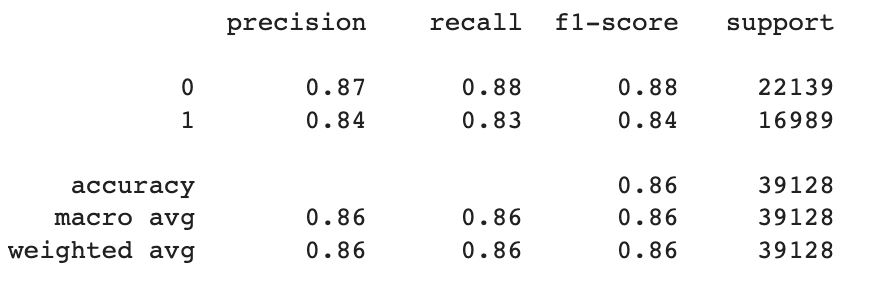 precision recall f1-score support
0 0.87 0.88 0.88 22139
1 0.84 0.83 0.84 16989
accuracy 0.86 39128
macro avg 0.86 0.86 0.86 39128
weighted avg 0.86 0.86 0.86 39128